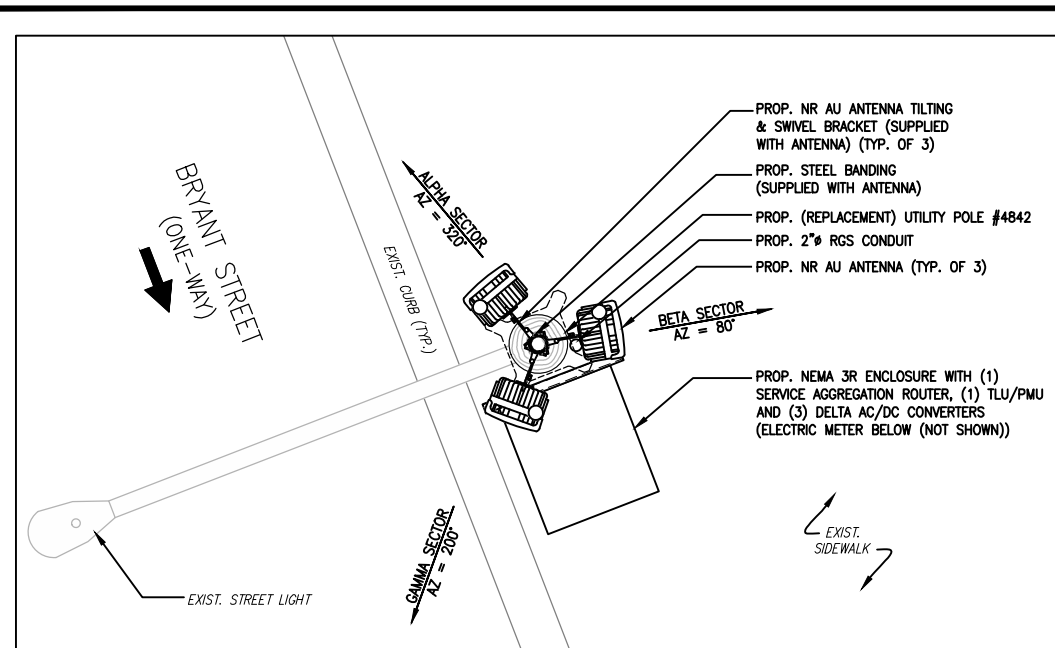 PROP. NR AU ANTENNA TILTING
& SWIVEL BRACKET (SUPPLIED
WITH ANTENNA) (TYP. OF 3)
PROP. STEEL BANDING
(SUPPLIED WITH ANTENNA)
PROP. (REPLACEMENT) UTILITY POLE #4842
PROP. 2"ø RGS CONDUIT
PROP. NR AU ANTENNA (TYP. OF 3)
BRYANT STREET
(ONE-WAY)
ALPHA SECTOR
AZ = 320°
EXIST. CURB (TYP.)
BETA SECTOR
AZ = 80°
PROP. NEMA 3R ENCLOSURE WITH (1)
SERVICE AGGREGATION ROUTER, (1) TLU/PMU
AND (3) DELTA AC/DC CONVERTERS
(ELECTRIC METER BELOW (NOT SHOWN))
GAMMA SECTOR
AZ = 200°
EXIST.
SIDEWALK
EXIST. STREET LIGHT